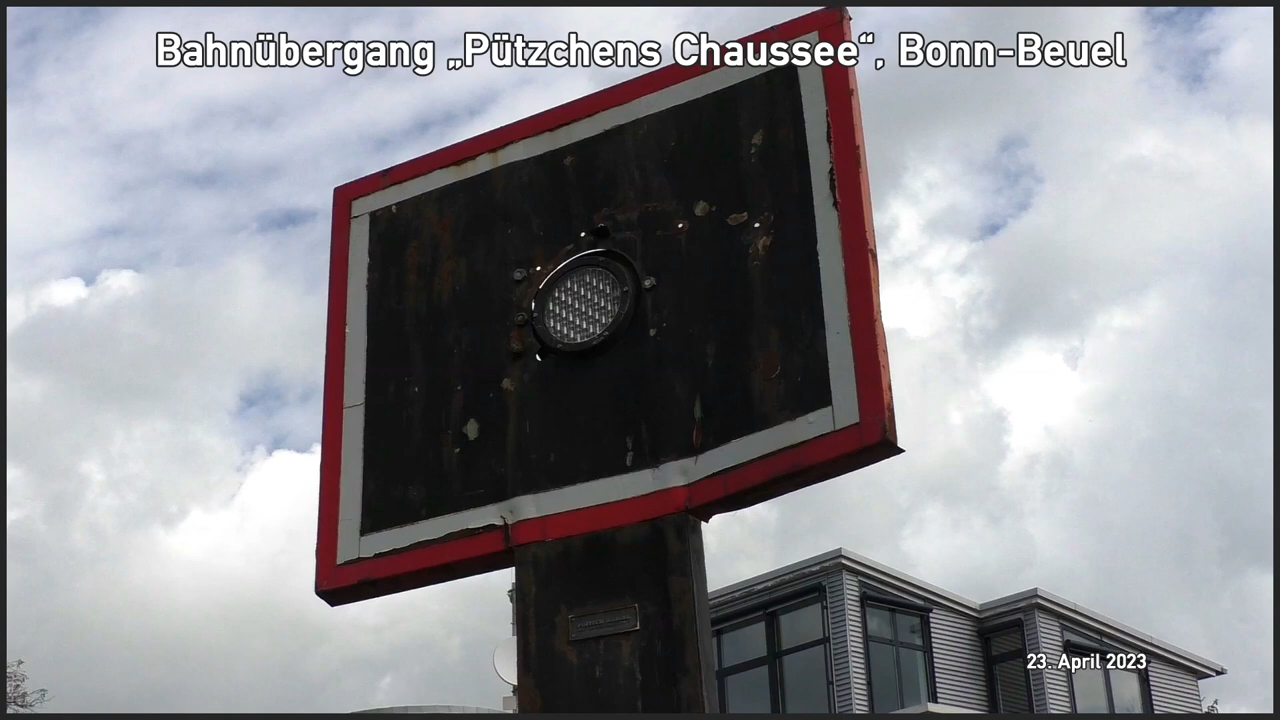 Bahnübergang „Pützchens Chaussee“, Bonn-Beuel
23. April 2023